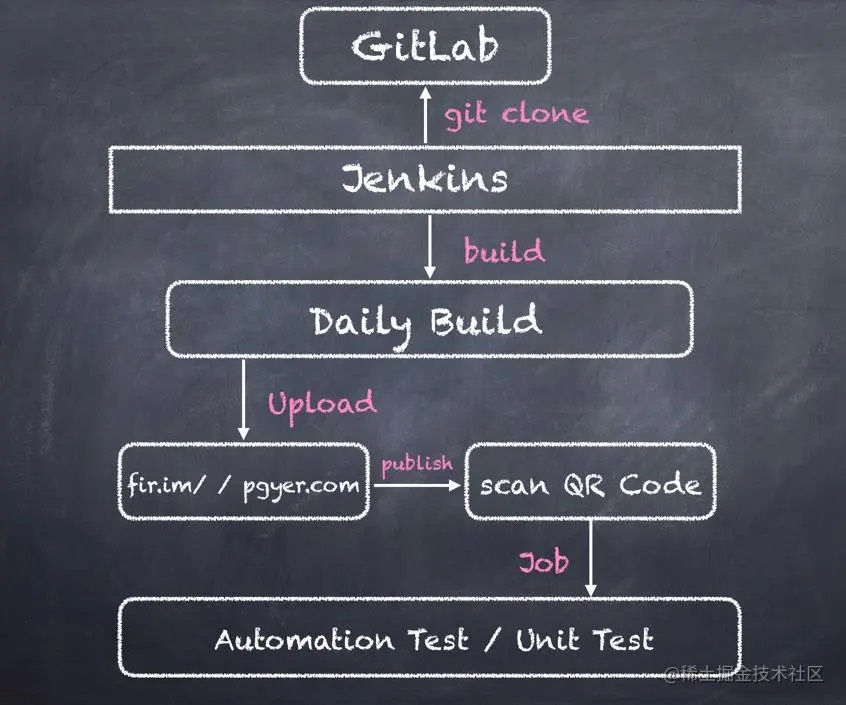 GitLab
git clone
Jenkins
build
Daily Build
Upload
fir.im/ / pgyer.com
publish
scan QR Code
Job
Automation Test / Unit Test
@稀土掘金技术社区